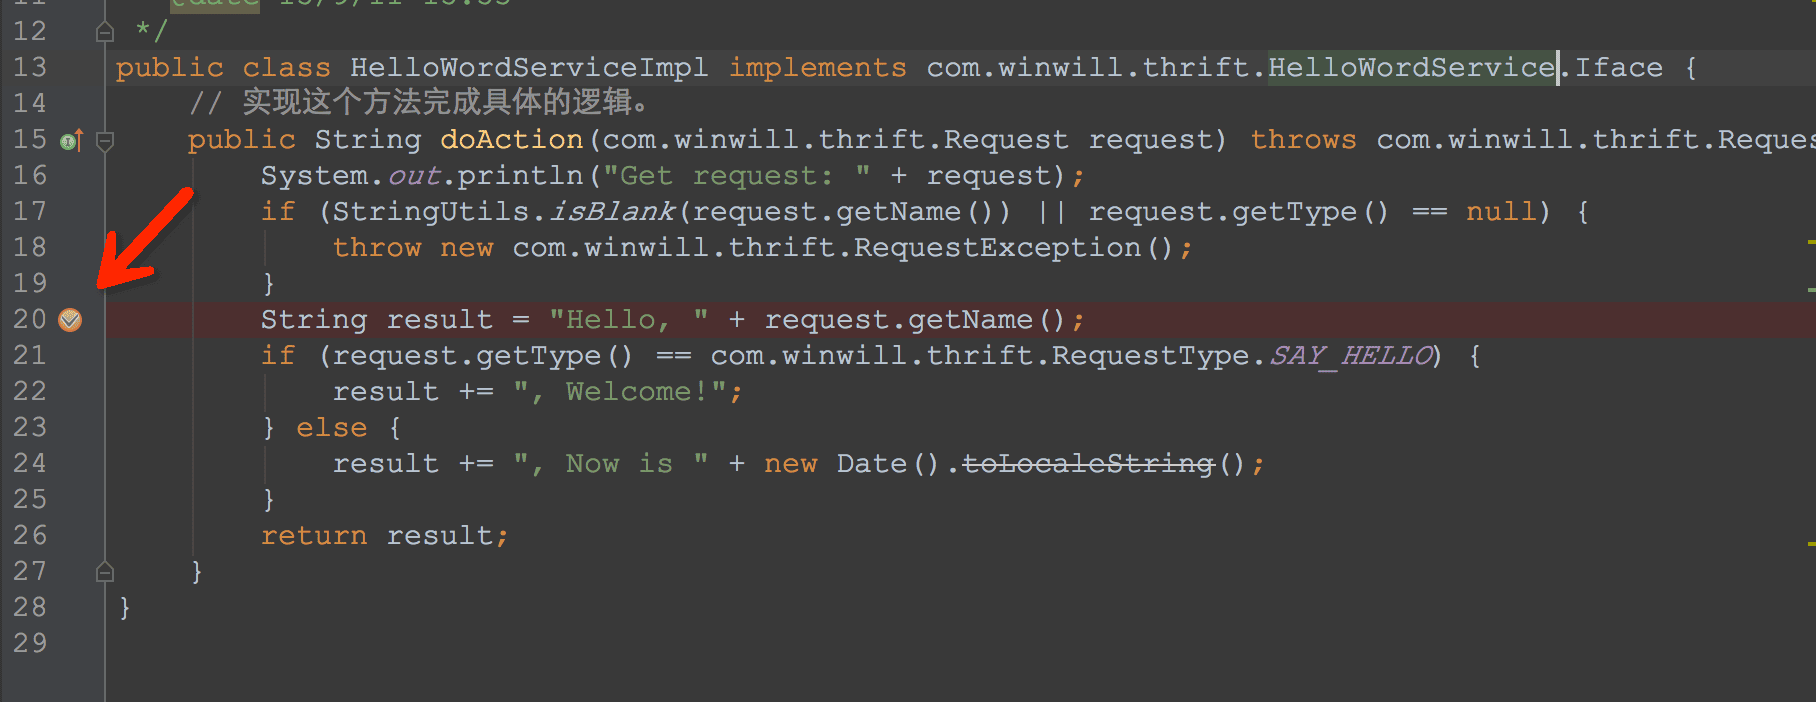 12 */
13 public class HelloWordServiceImpl implements com.winwill.thrift.HelloWordService.Iface {
14 // 实现这个方法完成具体的逻辑。
15 public String doAction(com.winwill.thrift.Request request) throws com.winwill.thrift.Reques
16 System.out.println("Get request: " + request);
17 if (StringUtils.isBlank(request.getName()) || request.getType() == null) {
18 throw new com.winwill.thrift.RequestException();
19 }
20 String result = "Hello, " + request.getName();
21 if (request.getType() == com.winwill.thrift.RequestType.SAY_HELLO) {
22 result += ", Welcome!";
23 } else {
24 result += ", Now is " + new Date().toLocaleString();
25 }
26 return result;
27 }
28 }
29